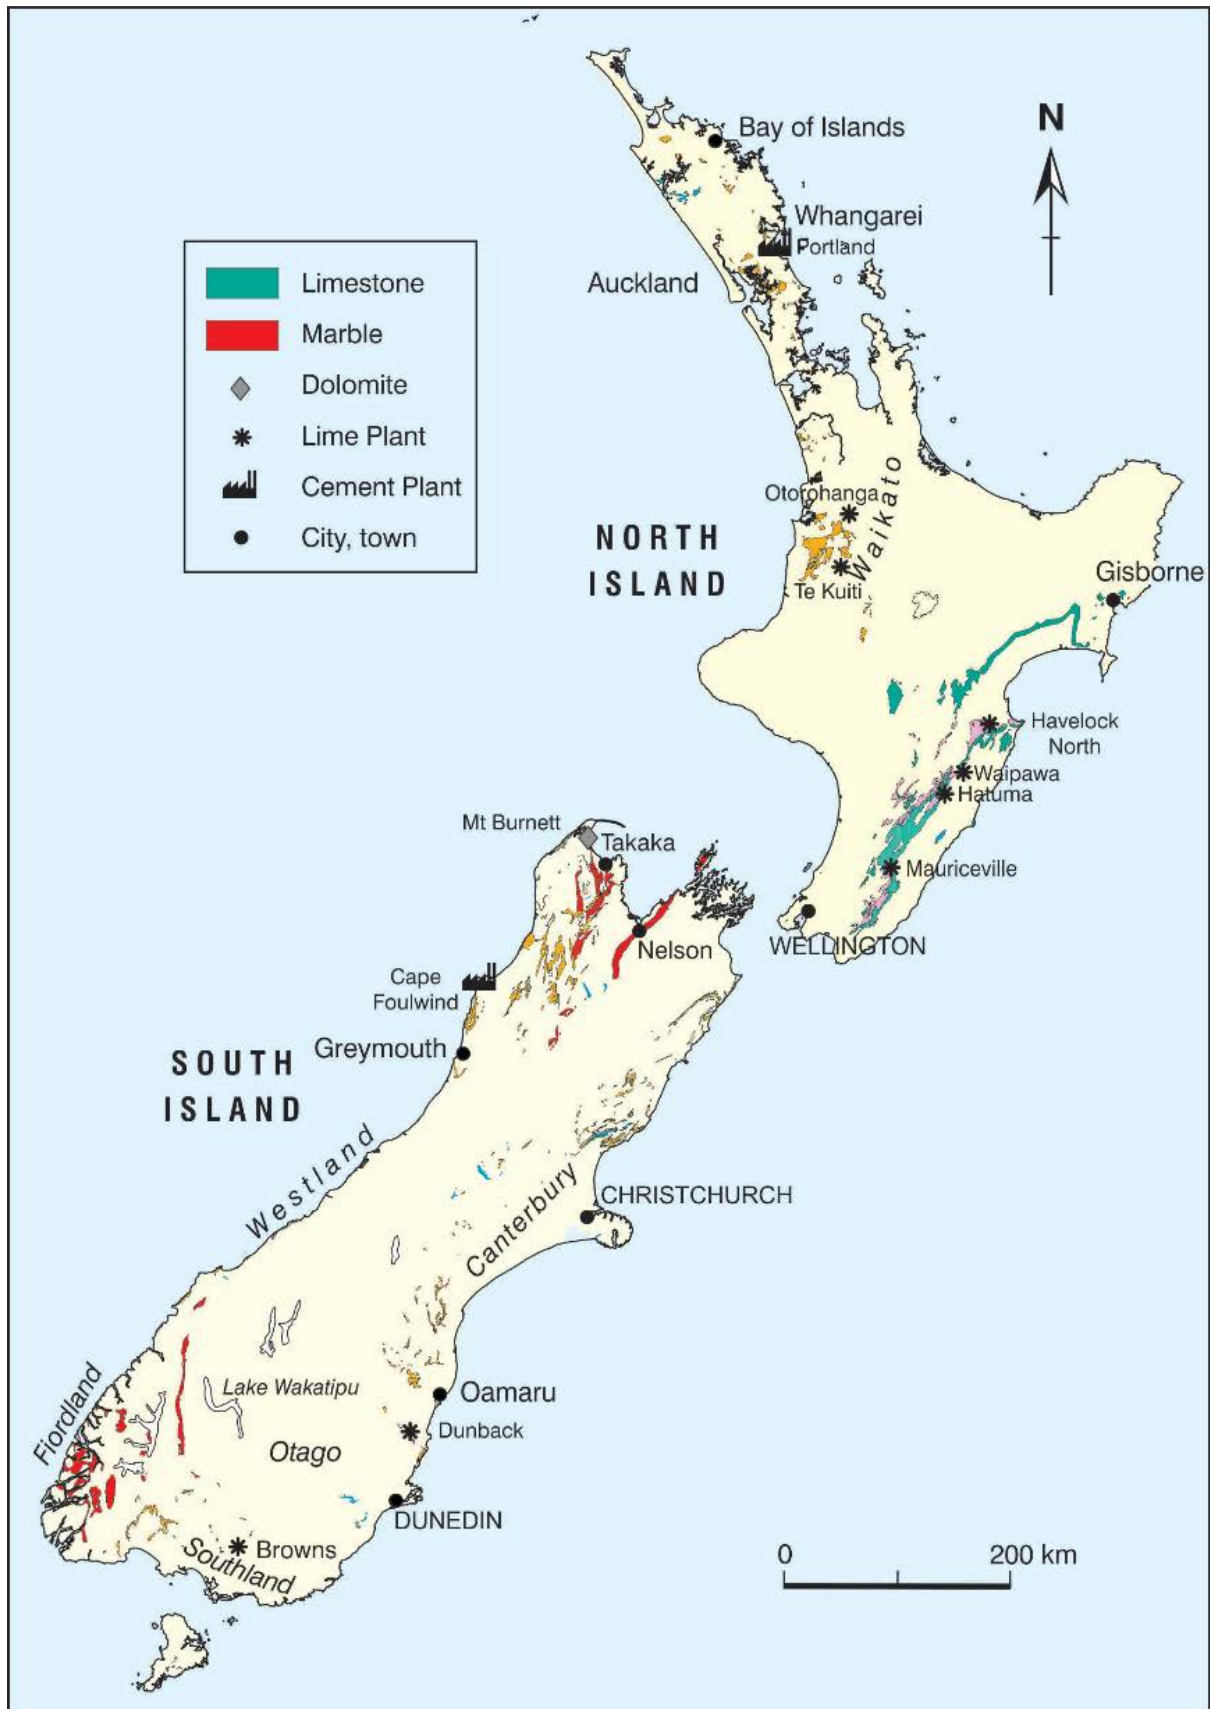 Bay of Islands
N
Whangarei
Portland
Auckland
Limestone
Marble
Dolomite
Lime Plant
Cement Plant
City, town
Otorohanga
Waikato
NORTH
ISLAND
Te Kuiti
Gisborne
Havelock
North
Waipawa
Hatuma
Mt Burnett
Takaka
Mauriceville
WELLINGTON
Nelson
Cape
Foulwind
Greymouth
SOUTH
ISLAND
Westland
Canterbury
CHRISTCHURCH
Fiordland
Lake Wakatipu
Oamaru
Dunback
Otago
DUNEDIN
Browns
Southland
0
200 km